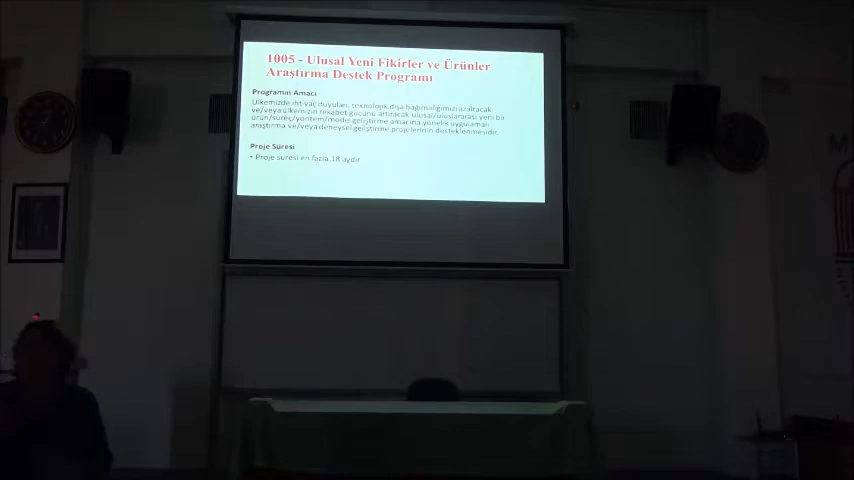 1005 - Ulusal Yeni Fikirler ve Ürünler
Araştırma Destek Programı
Programın Amacı
Ülkemizde ihtiyaç duyulan, teknolojik dışa bağımlılığımızı azaltacak
ve/veya ülkemizin rekabet gücünü artıracak ulusal/uluslararası yeni bir
ürün/süreç/yöntem/model geliştirme amacına yönelik uygulamalı
araştırma ve/veya deneysel geliştirme projelerinin desteklenmesidir.
Proje Süresi
• Proje süresi en fazla 18 aydır
M